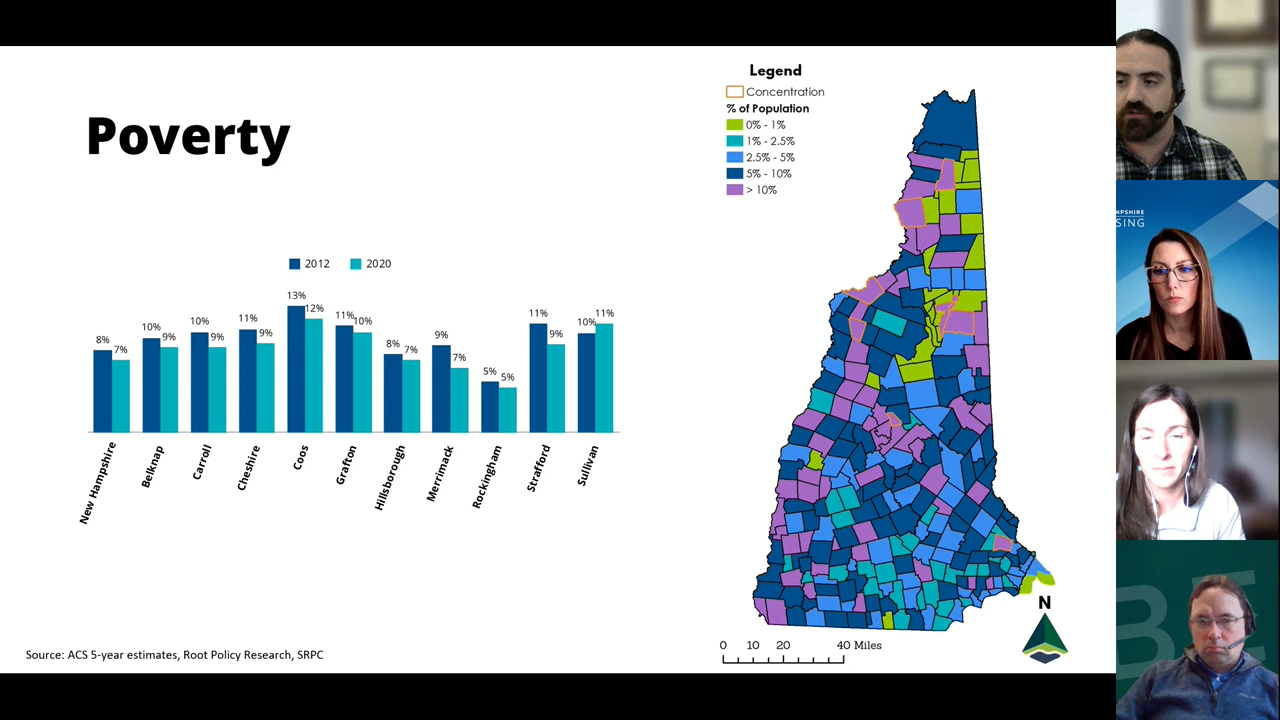 Poverty
2012 2020
8% 7% 10% 9% 10% 9% 11% 9% 13% 12% 11% 10% 8% 7% 9% 7% 5% 5% 11% 9% 10% 11%
New Hampshire Belknap Carroll Cheshire Coos Grafton Hillsborough Merrimack Rockingham Strafford Sullivan
Source: ACS 5-year estimates, Root Policy Research, SRPC
Legend
Concentration
% of Population
0% - 1%
1% - 2.5%
2.5% - 5%
5% - 10%
> 10%
0 10 20 40 Miles
N
MPSHIRE
SING
BE